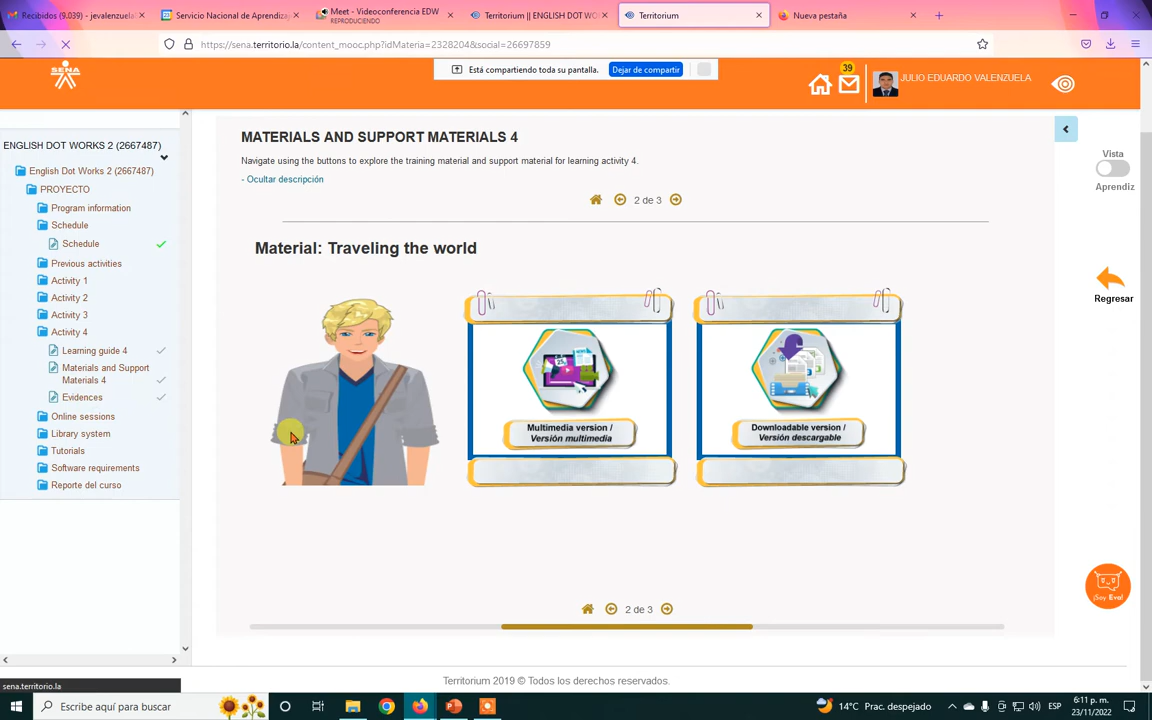 Recibidos (9.039) - jevalenzuela
Servicio Nacional de Aprendizaj
Meet - Videoconferencia EDW
REPRODUCIENDO
Territorium || ENGLISH DOT WO
Territorium
Nueva pestaña
https://sena.territorio.la/content_mooc.php?idMateria=2328204&social=26697859
SENA
Está compartiendo toda su pantalla.
Dejar de compartir
39
JULIO EDUARDO VALENZUELA
ENGLISH DOT WORKS 2 (2667487)
English Dot Works 2 (2667487)
PROYECTO
Program information
Schedule
Schedule
Previous activities
Activity 1
Activity 2
Activity 3
Activity 4
Learning guide 4
Materials and Support
Materials 4
Evidences
Online sessions
Library system
Tutorials
Software requirements
Reporte del curso
MATERIALS AND SUPPORT MATERIALS 4
Navigate using the buttons to explore the training material and support material for learning activity 4.
- Ocultar descripción
2 de 3
Material: Traveling the world
Multimedia version /
Versión multimedia
Downloadable version /
Versión descargable
2 de 3
Vista
Aprendiz
Regresar
¡Soy Evo!
Territorium 2019 © Todos los derechos reservados.
sena.territorio.la
Escribe aquí para buscar
14°C Prac. despejado
ESP
6:11 p. m.
23/11/2022